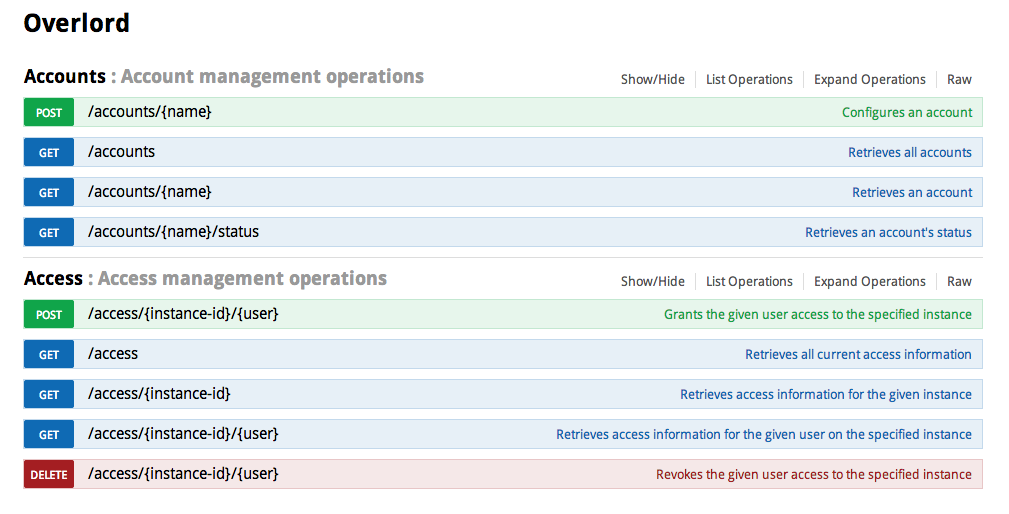 Overlord
Accounts : Account management operations Show/Hide List Operations Expand Operations Raw
POST /accounts/{name} Configures an account
GET /accounts Retrieves all accounts
GET /accounts/{name} Retrieves an account
GET /accounts/{name}/status Retrieves an account's status
Access : Access management operations Show/Hide List Operations Expand Operations Raw
POST /access/{instance-id}/{user} Grants the given user access to the specified instance
GET /access Retrieves all current access information
GET /access/{instance-id} Retrieves access information for the given instance
GET /access/{instance-id}/{user} Retrieves access information for the given user on the specified instance
DELETE /access/{instance-id}/{user} Revokes the given user access to the specified instance